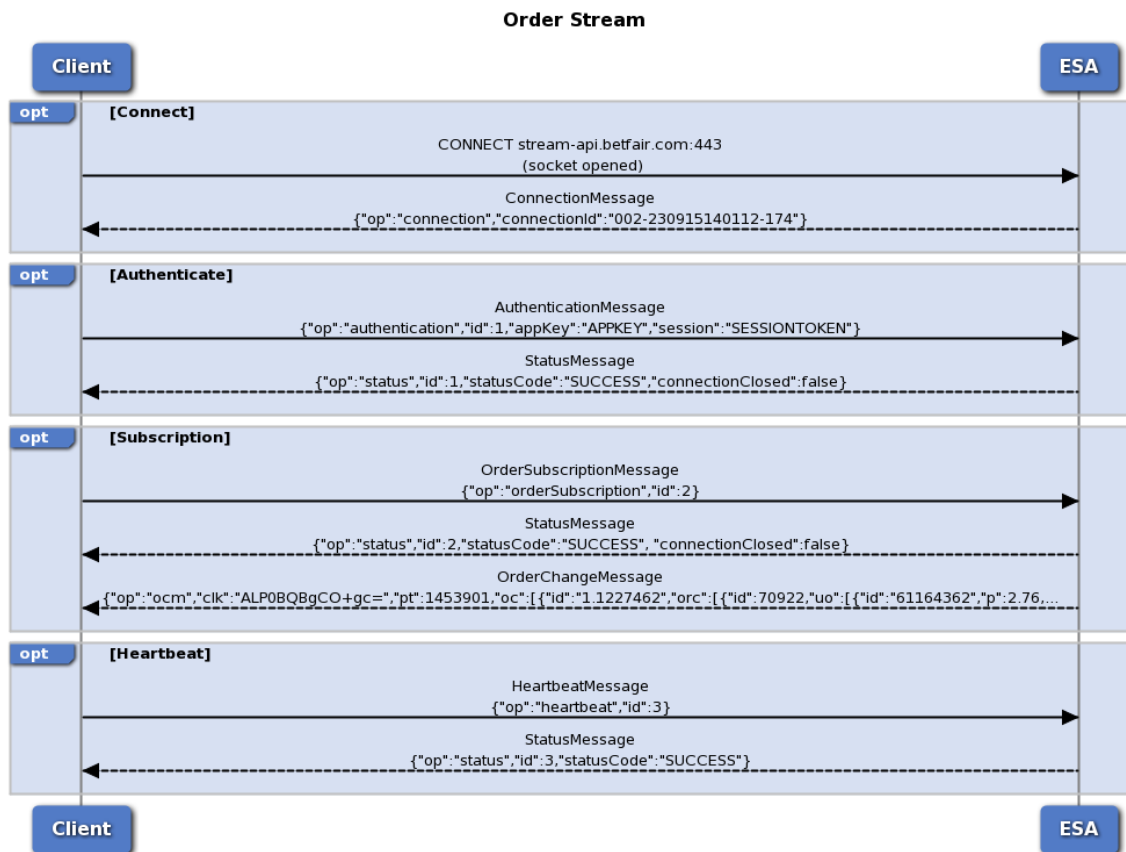 Order Stream
Client
ESA
opt
[Connect]
CONNECT stream-api.betfair.com:443
(socket opened)
ConnectionMessage
{"op":"connection","connectionId":"002-230915140112-174"}
opt
[Authenticate]
AuthenticationMessage
{"op":"authentication","id":1,"appKey":"APPKEY","session":"SESSIONTOKEN"}
StatusMessage
{"op":"status","id":1,"statusCode":"SUCCESS","connectionClosed":false}
opt
[Subscription]
OrderSubscriptionMessage
{"op":"orderSubscription","id":2}
StatusMessage
{"op":"status","id":2,"statusCode":"SUCCESS", "connectionClosed":false}
OrderChangeMessage
{"op":"ocm","clk":"ALP0BQBgCO+gc=","pt":1453901,"oc":[{"id":"1.1227462","orc":[{"id":70922,"uo":[{"id":"61164362","p":2.76,...
opt
[Heartbeat]
HeartbeatMessage
{"op":"heartbeat","id":3}
StatusMessage
{"op":"status","id":3,"statusCode":"SUCCESS"}
Client
ESA